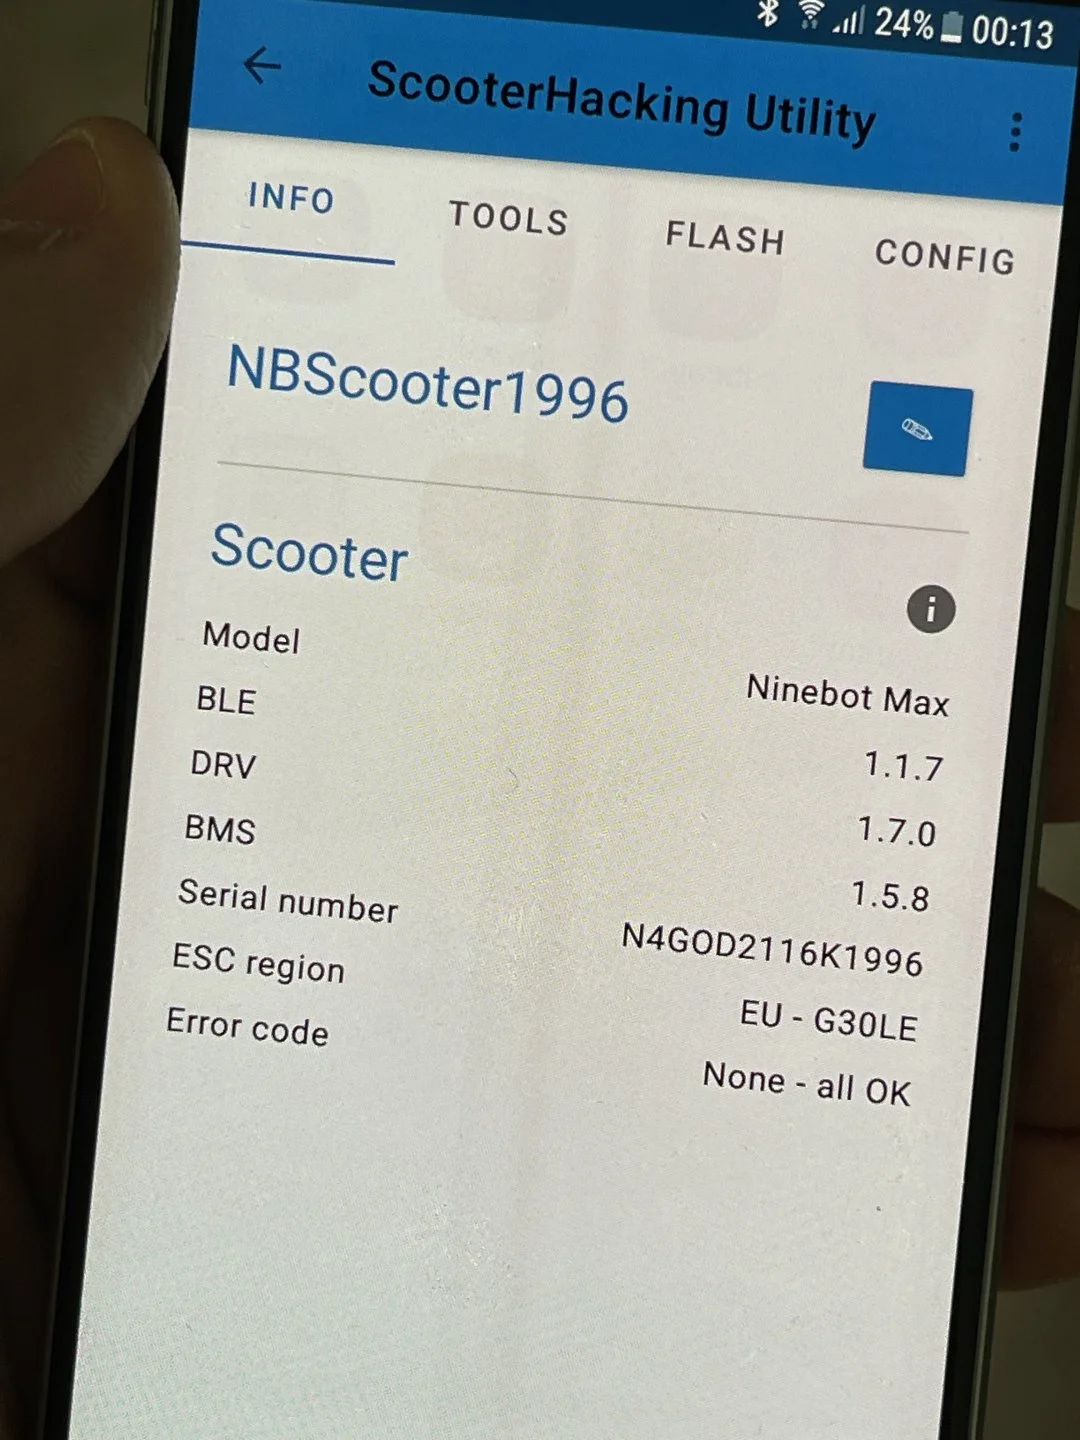 24% 00:13
ScooterHacking Utility
INFO TOOLS FLASH CONFIG
NBScooter1996
Scooter
Model Ninebot Max
BLE 1.1.7
DRV 1.7.0
BMS 1.5.8
Serial number N4GOD2116K1996
ESC region EU - G30LE
Error code None - all OK